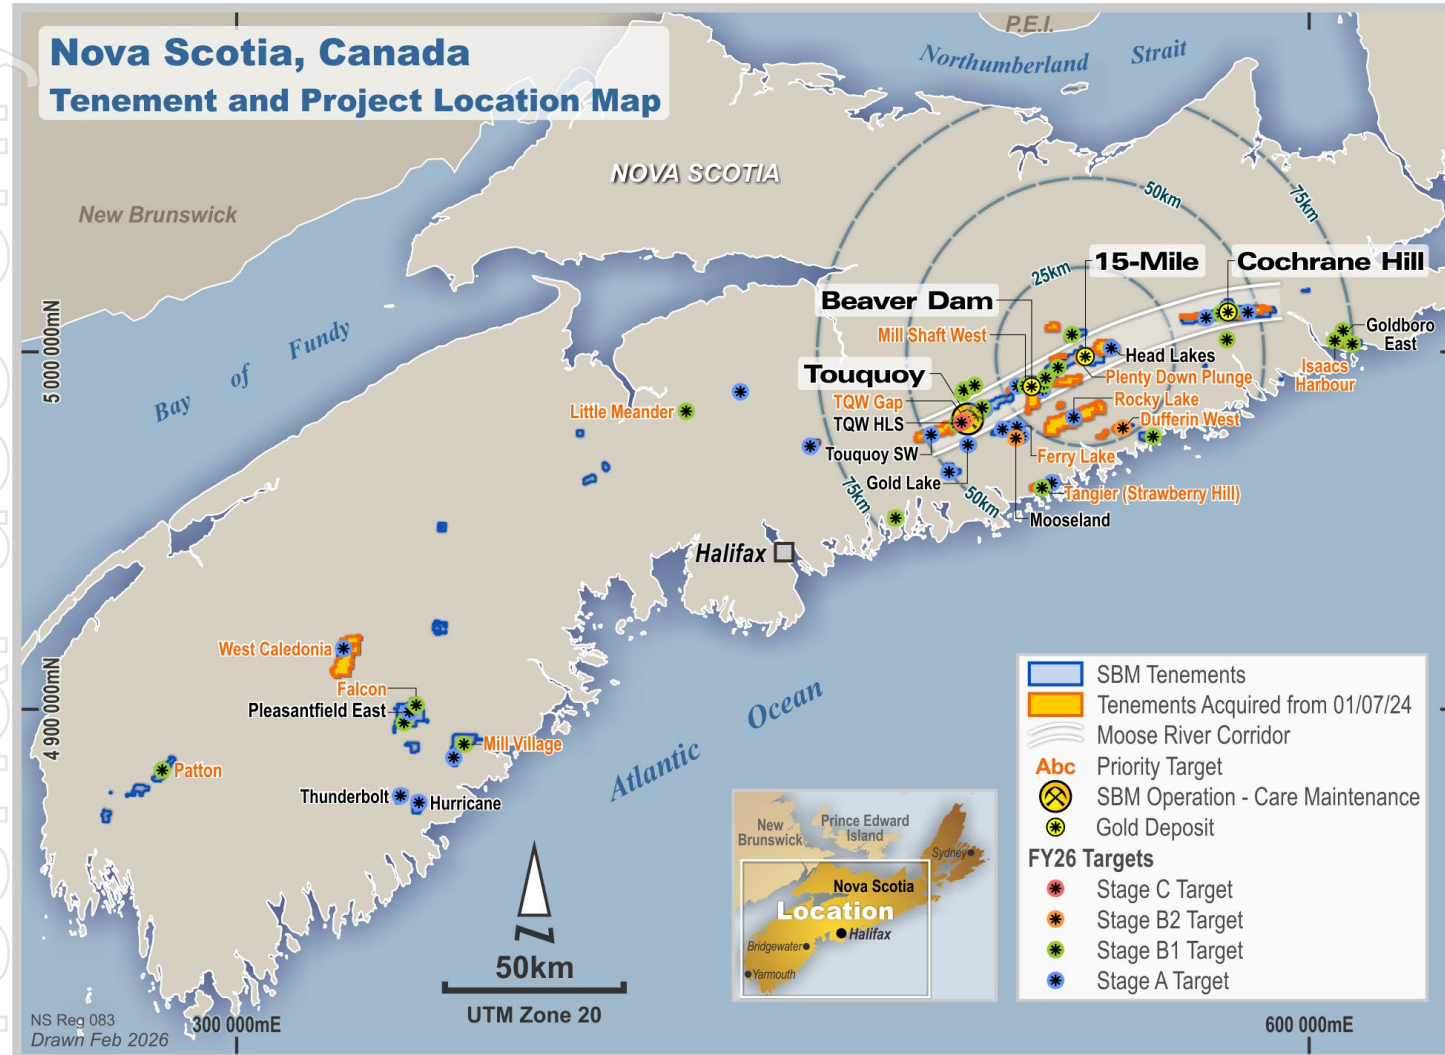 Nova Scotia, Canada
Tenement and Project Location Map
P.E.I.
Northumberland Strait
NOVA SCOTIA
New Brunswick
50km
75km
25km
15-Mile
Cochrane Hill
Beaver Dam
Mill Shaft West
Goldboro
East
Head Lakes
Isaacs
Harbour
Touquoy
Plenty Down Plunge
TQW Gap
Rocky Lake
Little Meander
TQW HLS
Dufferin West
Touquoy SW
Ferry Lake
Gold Lake
75km
50km
Tangier (Strawberry Hill)
Mooseland
5 000 000mN
Bay of Fundy
Halifax
West Caledonia
Falcon
Pleasantfield East
4 900 000mN
Mill Village
Patton
Thunderbolt
Hurricane
Atlantic Ocean
SBM Tenements
Tenements Acquired from 01/07/24
Moose River Corridor
Abc Priority Target
SBM Operation - Care Maintenance
Gold Deposit
FY26 Targets
Stage C Target
Stage B2 Target
Stage B1 Target
Stage A Target
New
Brunswick
Prince Edward
Island
Sydney
Nova Scotia
Location
Halifax
Bridgewater
Yarmouth
50km
UTM Zone 20
NS Reg 083
Drawn Feb 2026
300 000mE
600 000mE